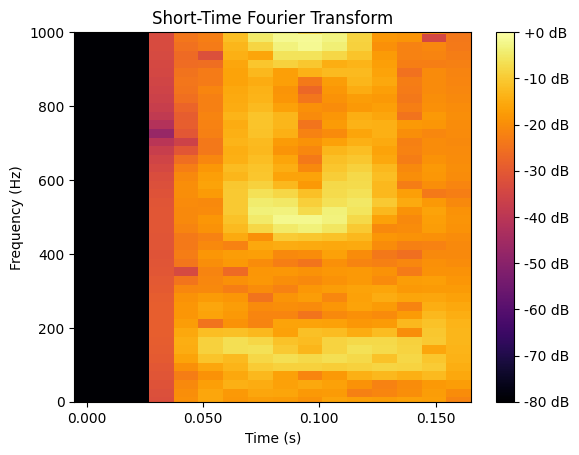 Short-Time Fourier Transform
1000
800
600
400
200
0
Frequency (Hz)
0.000
0.050
0.100
0.150
Time (s)
+0 dB
-10 dB
-20 dB
-30 dB
-40 dB
-50 dB
-60 dB
-70 dB
-80 dB